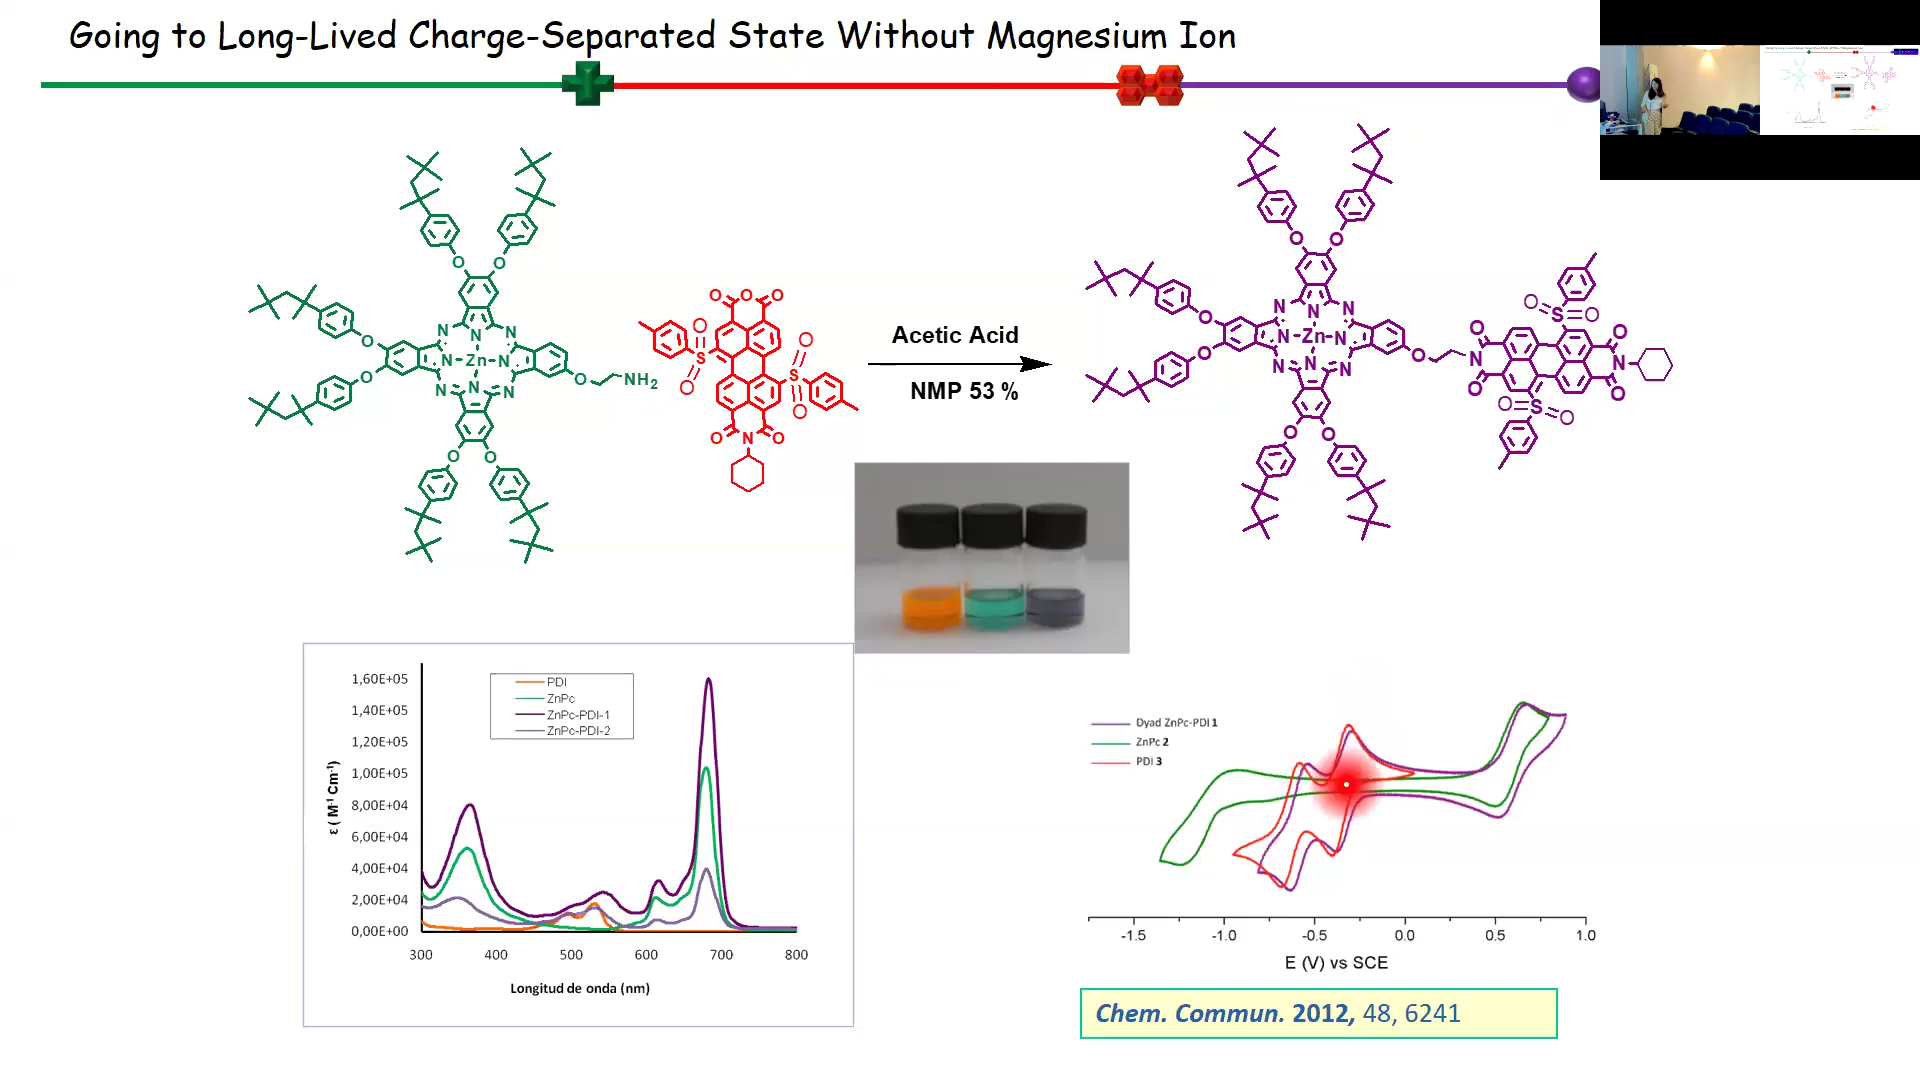 Going to Long-Lived Charge-Separated State Without Magnesium Ion
O O
O O
O O
O O
N N N
N Zn N
N N N
O NH2
O O O
O O
S
O
O
S
O
O N O
Acetic Acid
NMP 53 %
O O
O
O
N N N
N Zn N
N N N
O
O O
O
O
N
O
O
S
O
O
O
N
O
O
S
O
PDI
ZnPc
ZnPc-PDI-1
ZnPc-PDI-2
1,60E+05
1,40E+05
1,20E+05
1,00E+05
8,00E+04
6,00E+04
4,00E+04
2,00E+04
0,00E+00
ε ( M-1 Cm-1)
300 400 500 600 700 800
Longitud de onda (nm)
Dyad ZnPc-PDI 1
ZnPc 2
PDI 3
-1.5 -1.0 -0.5 0.0 0.5 1.0
E (V) vs SCE
Chem. Commun. 2012, 48, 6241